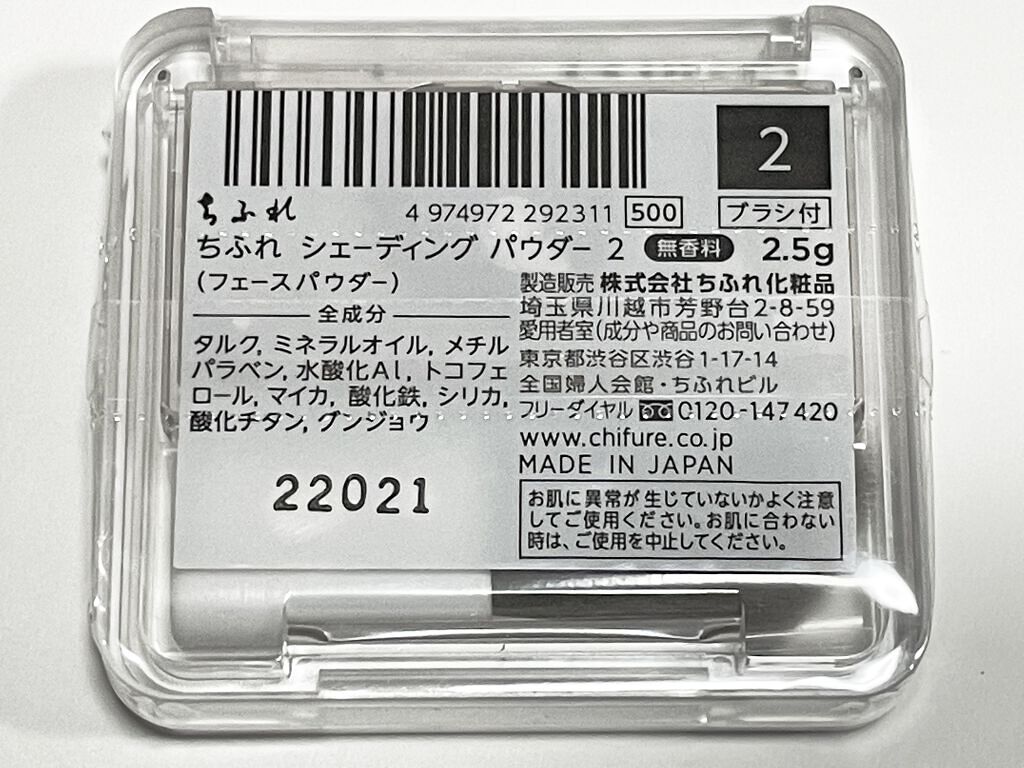 2
ちふれ 4 974972 292311 500 ブラシ付
ちふれ シェーディング パウダー 2 無香料 2.5g
(フェースパウダー)
全成分
タルク, ミネラルオイル, メチル
パラベン, 水酸化Al, トコフェ
ロール, マイカ, 酸化鉄, シリカ,
酸化チタン, グンジョウ
22021
製造販売 株式会社ちふれ化粧品
埼玉県川越市芳野台2-8-59
愛用者室(成分や商品のお問い合わせ)
東京都渋谷区渋谷1-17-14
全国婦人会館・ちふれビル
フリーダイヤル 0120-147420
www.chifure.co.jp
MADE IN JAPAN
お肌に異常が生じていないかよく注意
してご使用ください。お肌に合わない
時は、ご使用を中止してください。